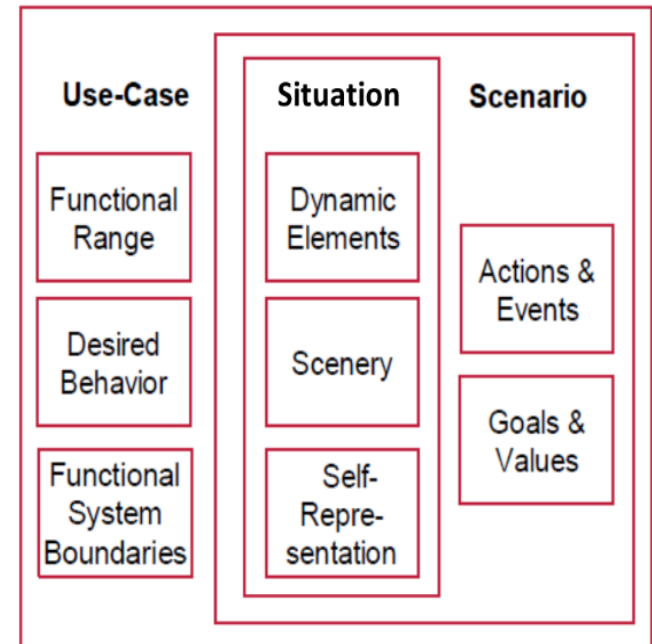 Use-Case
Functional
Range
Desired
Behavior
Functional
System
Boundaries
Situation
Dynamic
Elements
Scenery
Self-
Repre-
sentation
Scenario
Actions &
Events
Goals &
Values